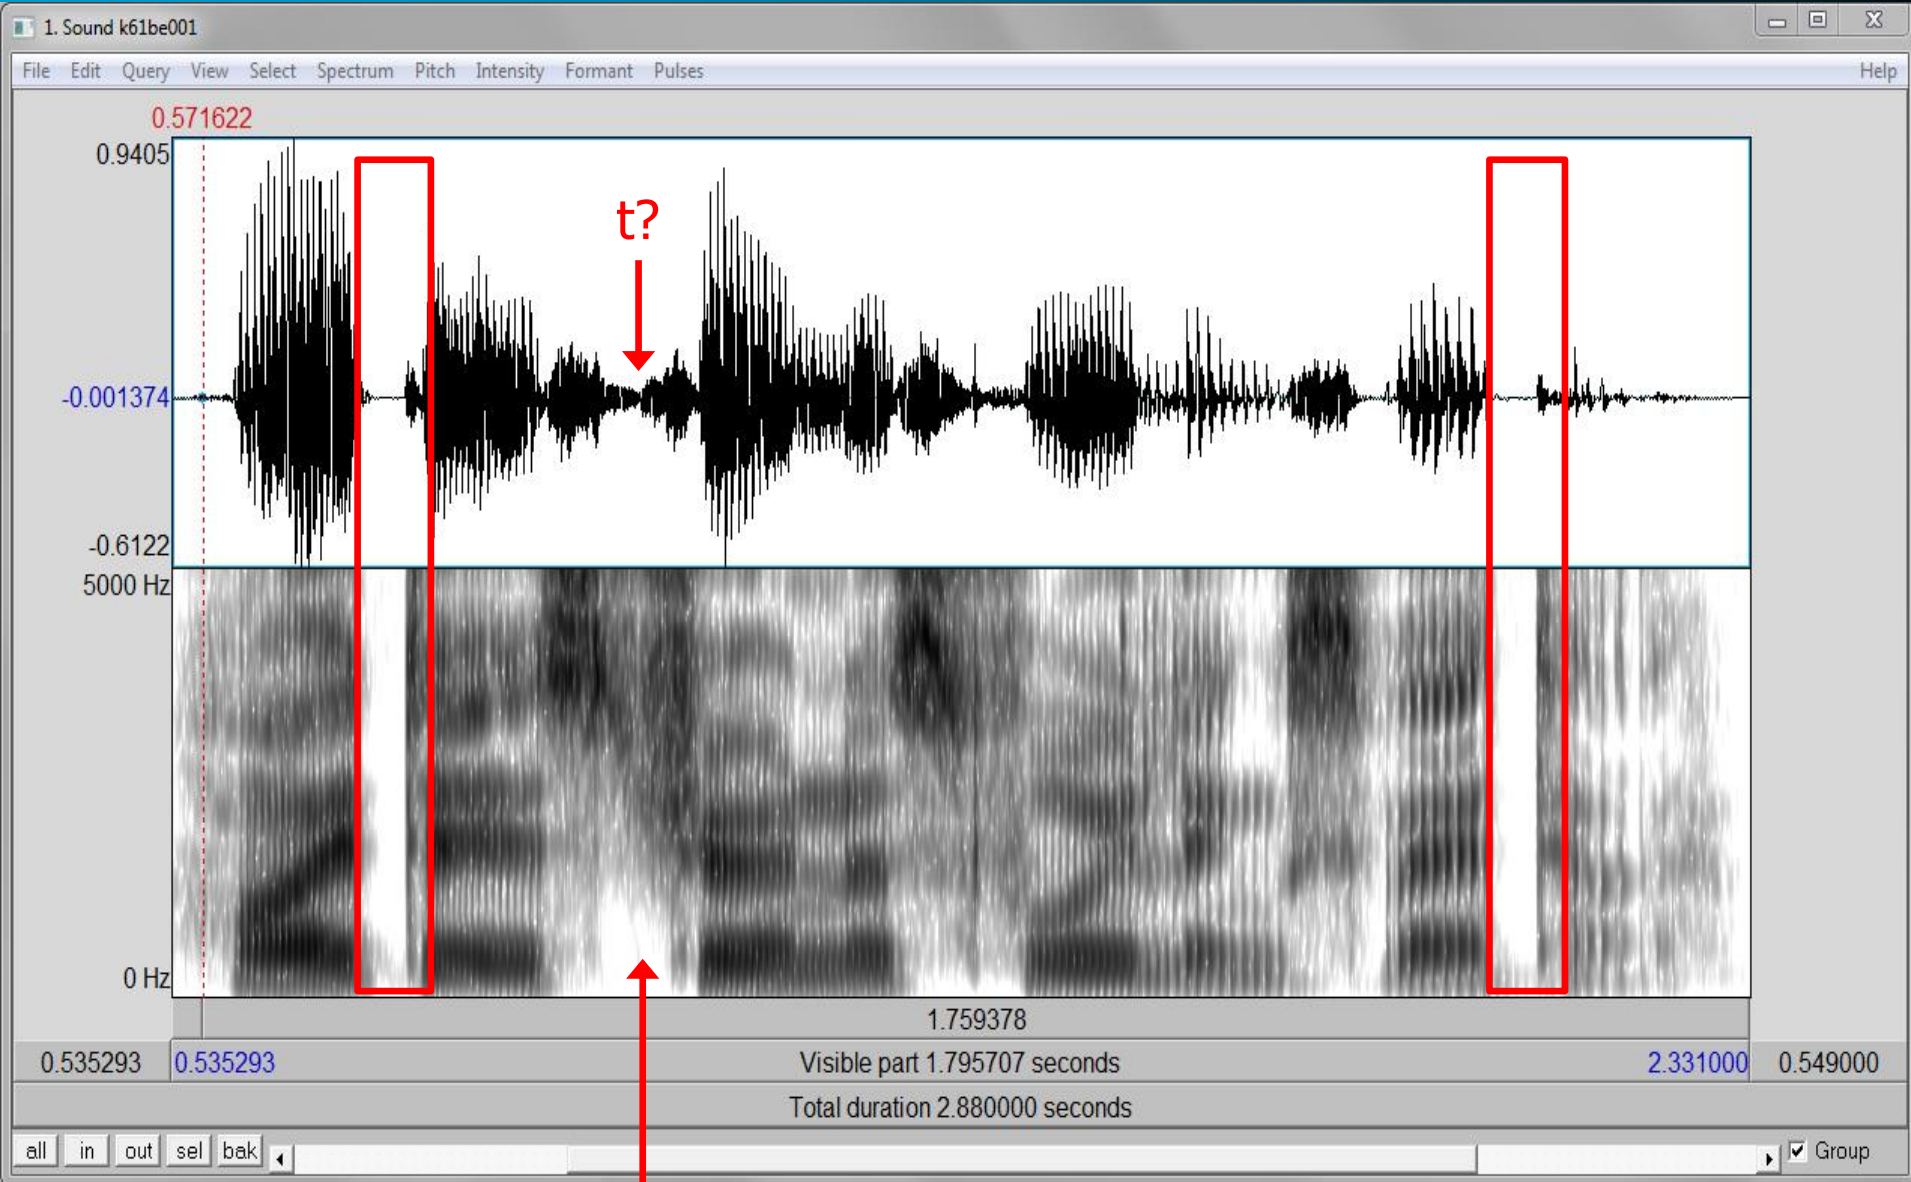 1. Sound k61be001
File Edit Query View Select Spectrum Pitch Intensity Formant Pulses Help
0.571622
0.9405
t?
-0.001374
-0.6122
5000 Hz
0 Hz
1.759378
0.535293 0.535293 Visible part 1.795707 seconds 2.331000 0.549000
Total duration 2.880000 seconds
all in out sel bak Group